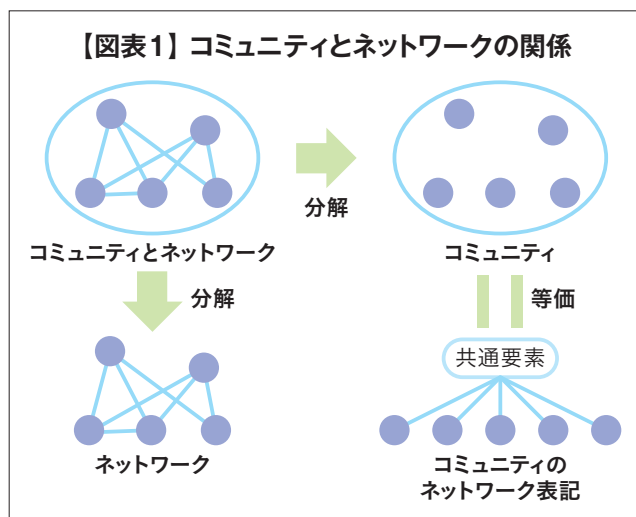 【図表1】コミュニティとネットワークの関係
分解
コミュニティとネットワーク
コミュニティ
分解
等価
共通要素
ネットワーク
コミュニティの
ネットワーク表記